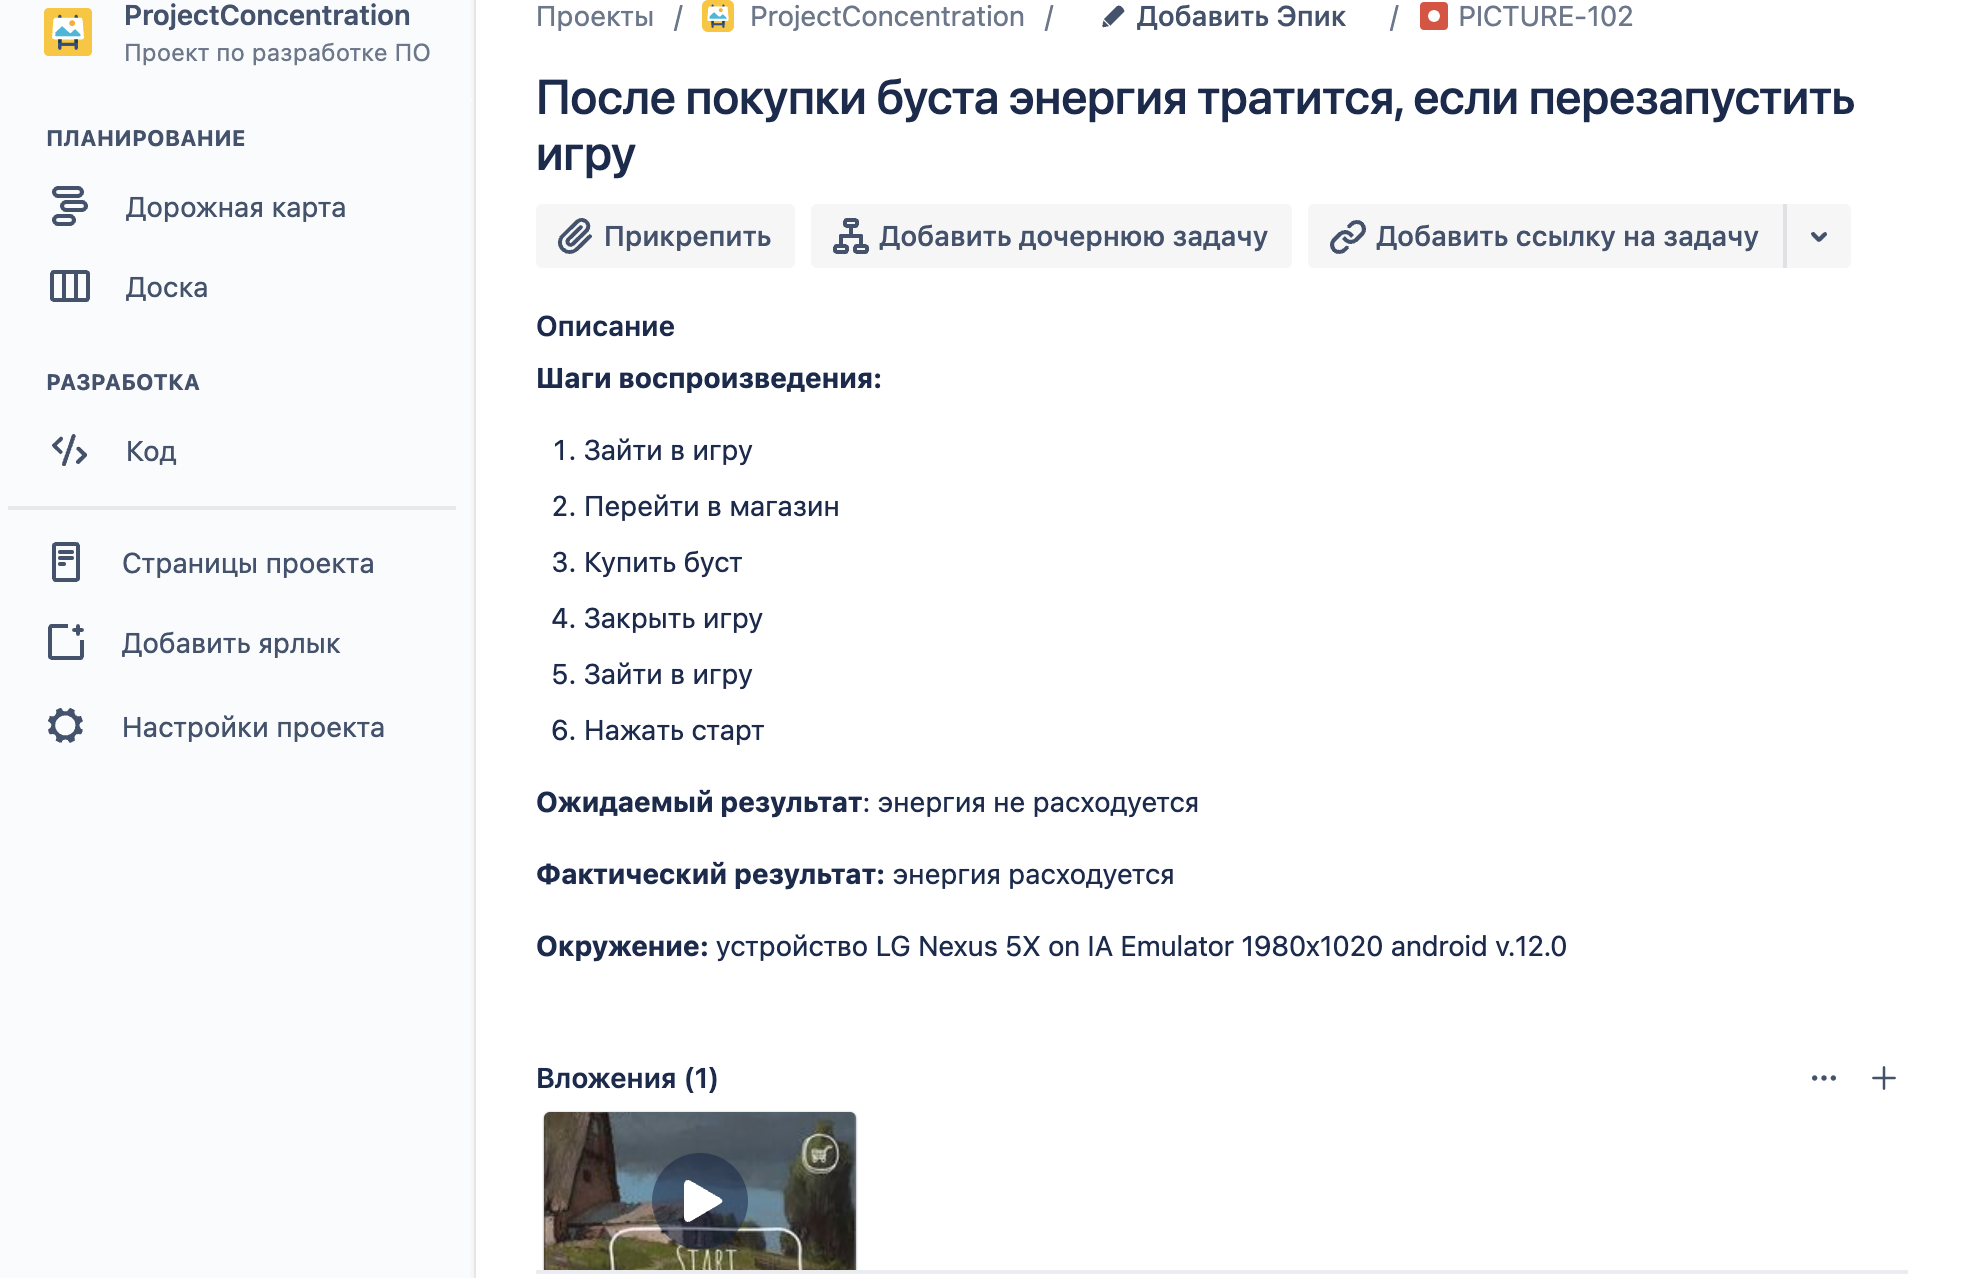 ProjectConcentration
Проект по разработке ПО
ПЛАНИРОВАНИЕ
Дорожная карта
Доска
РАЗРАБОТКА
Код
Страницы проекта
Добавить ярлык
Настройки проекта
Проекты / ProjectConcentration / Добавить Эпик / PICTURE-102
После покупки буста энергия тратится, если перезапустить
игру
Прикрепить
Добавить дочернюю задачу
Добавить ссылку на задачу
Описание
Шаги воспроизведения:
1. Зайти в игру
2. Перейти в магазин
3. Купить буст
4. Закрыть игру
5. Зайти в игру
6. Нажать старт
Ожидаемый результат: энергия не расходуется
Фактический результат: энергия расходуется
Окружение: устройство LG Nexus 5X on IA Emulator 1980x1020 android v.12.0
Вложения (1)
START